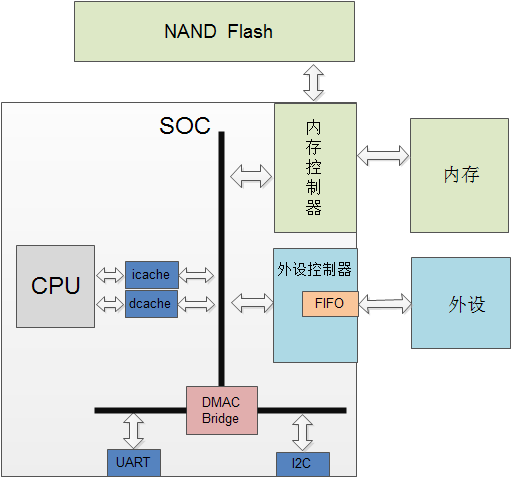 NAND Flash
SOC
内
存
控
制
器
内存
CPU
icache
dcache
外设控制器
FIFO
外设
DMAC
Bridge
UART
I2C